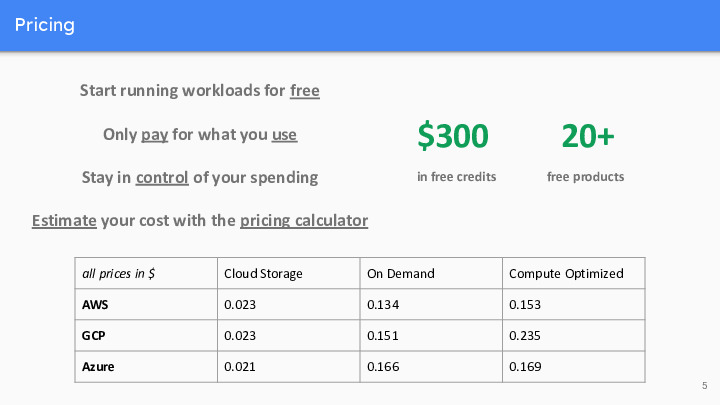 Pricing
Start running workloads for free
Only pay for what you use
Stay in control of your spending
Estimate your cost with the pricing calculator
$300
in free credits
20+
free products
all prices in $ Cloud Storage On Demand Compute Optimized
AWS 0.023 0.134 0.153
GCP 0.023 0.151 0.235
Azure 0.021 0.166 0.169
5